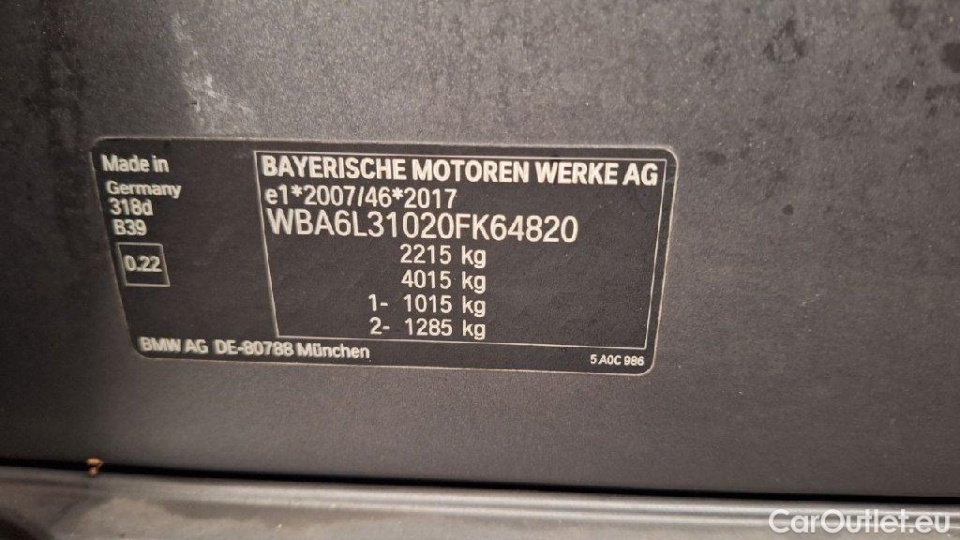 Made in
Germany
318d
B39
0.22
BAYERISCHE MOTOREN WERKE AG
e1*2007/46*2017
WBA6L31020FK64820
2215 kg
4015 kg
1- 1015 kg
2- 1285 kg
BMW AG DE-80788 München
5 A0C 986
CarOutlet.eu